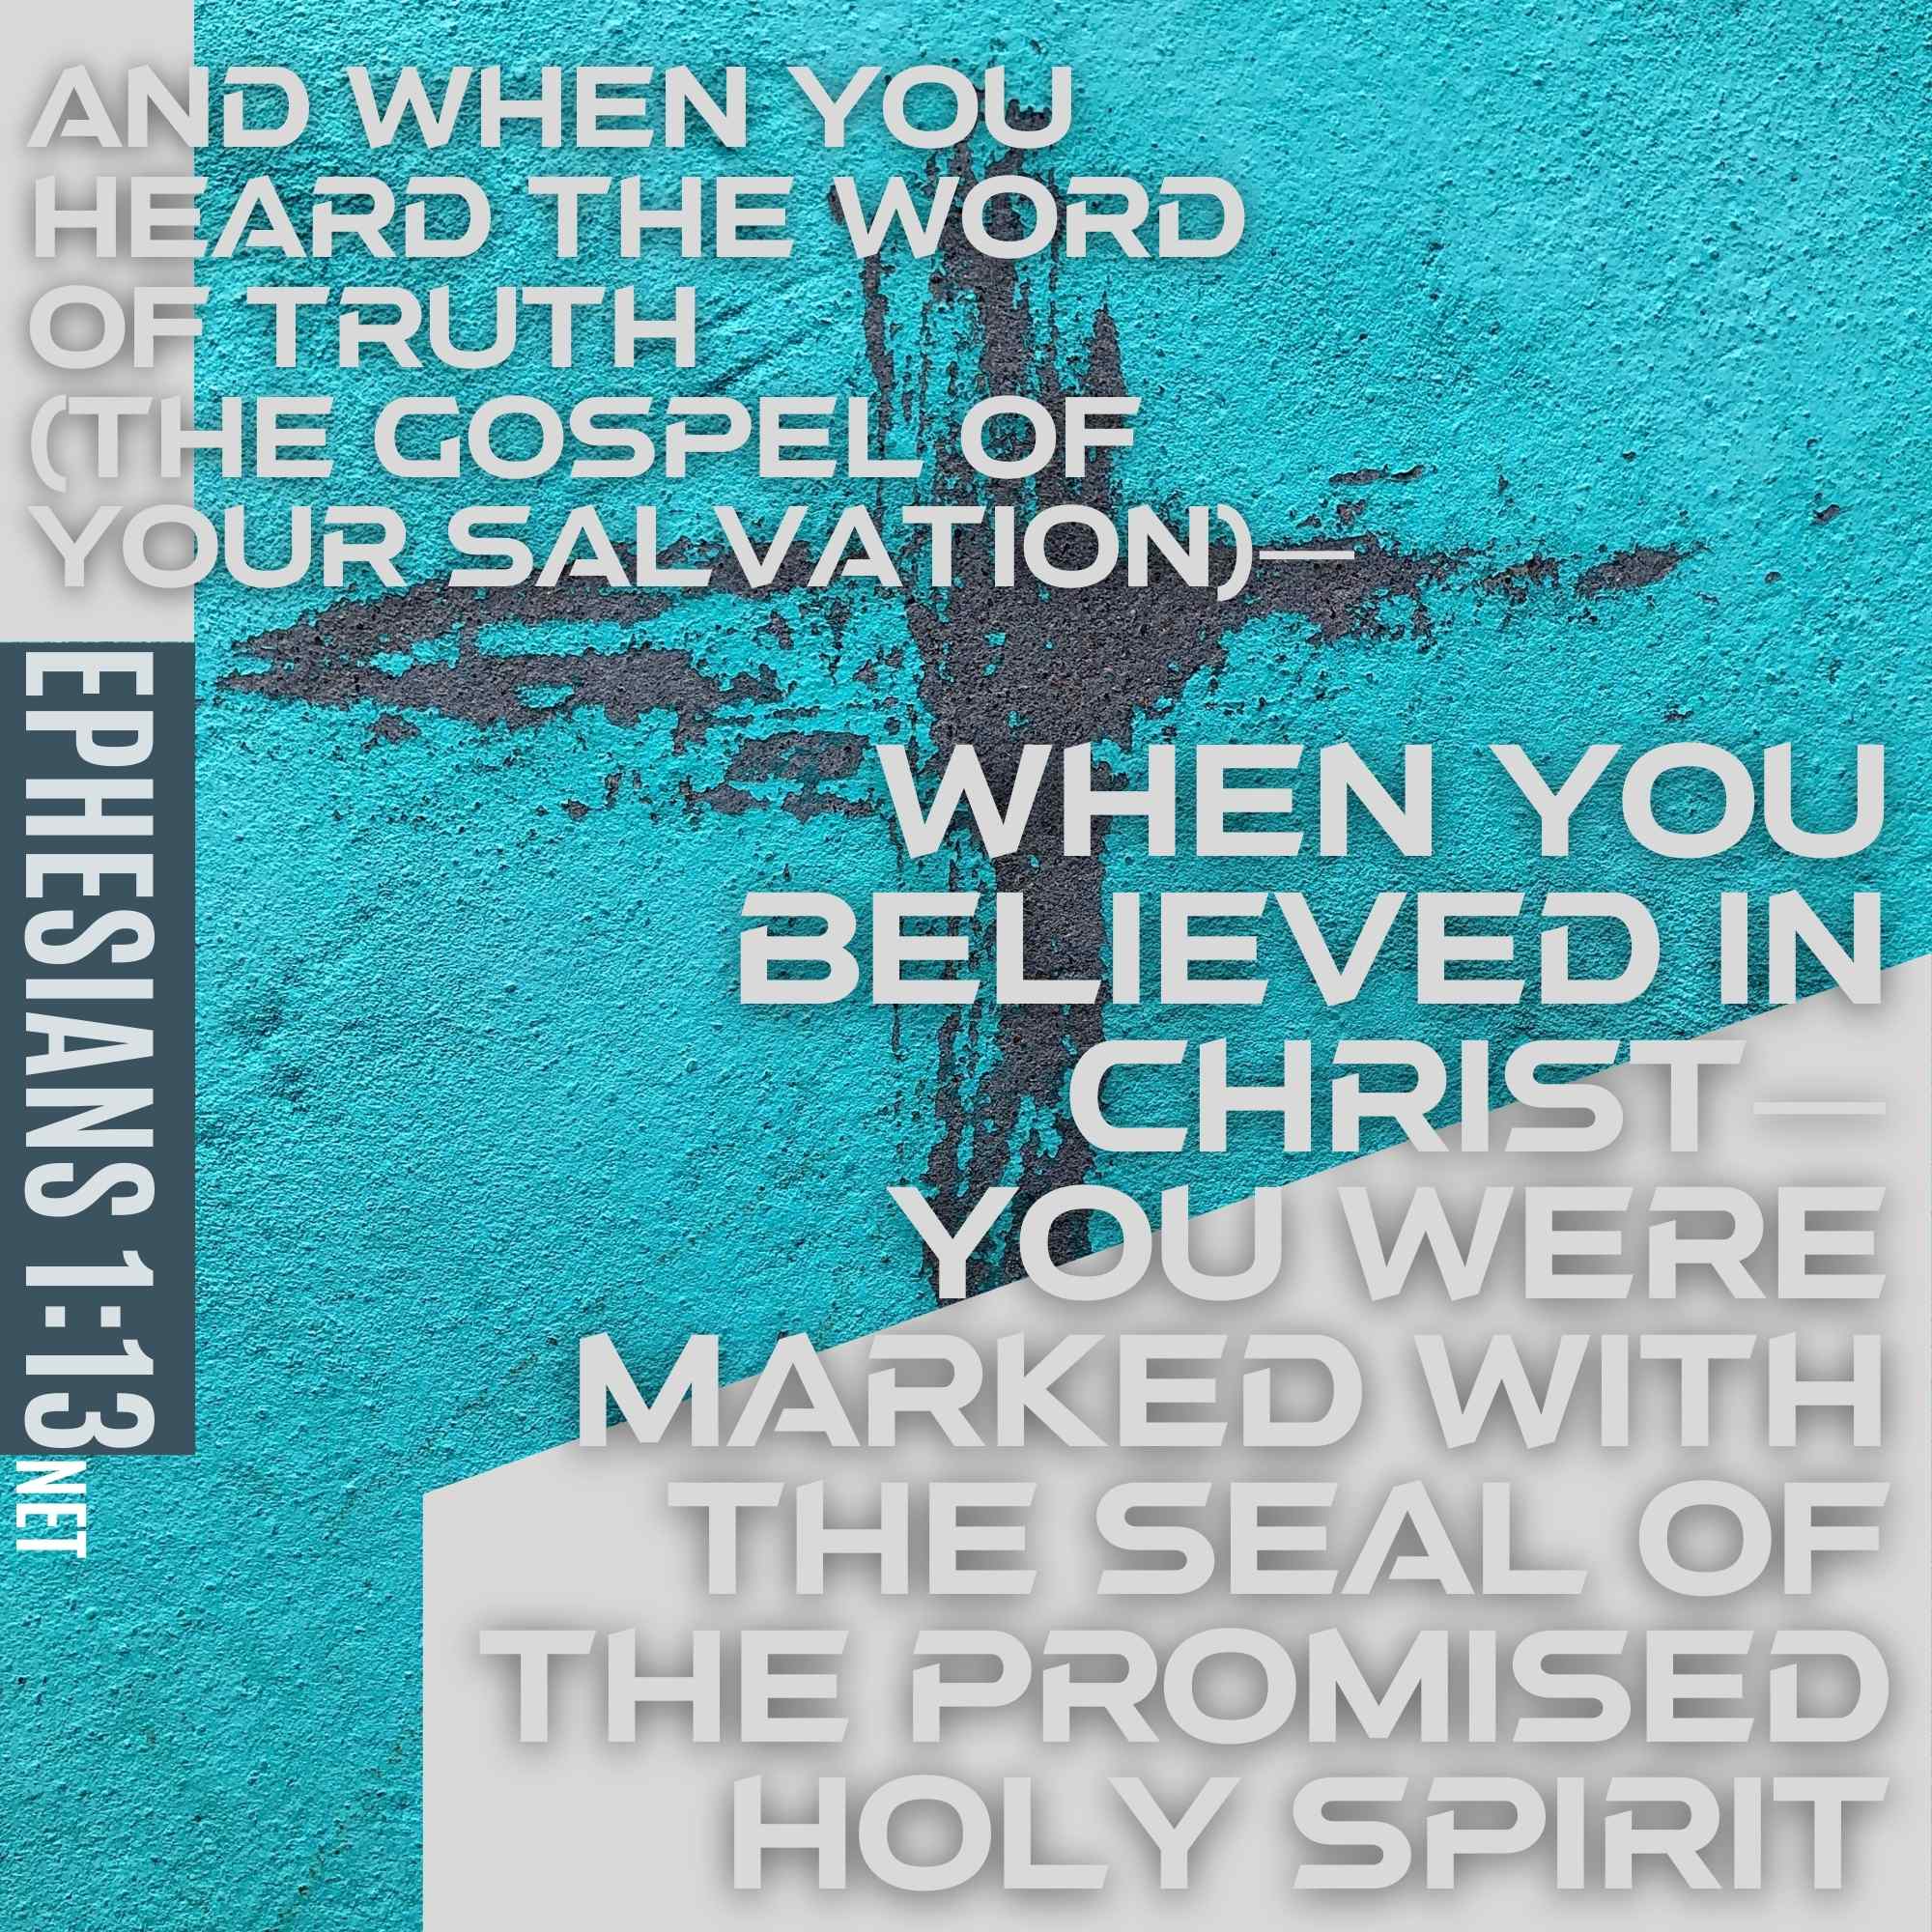 AND WHEN YOU
HEARD THE WORD
OF TRUTH
(THE GOSPEL OF
YOUR SALVATION)—
WHEN YOU
BELIEVED IN
CHRIST—
YOU WERE
MARKED WITH
THE SEAL OF
THE PROMISED
HOLY SPIRIT
EPHESIANS 1:13 NET